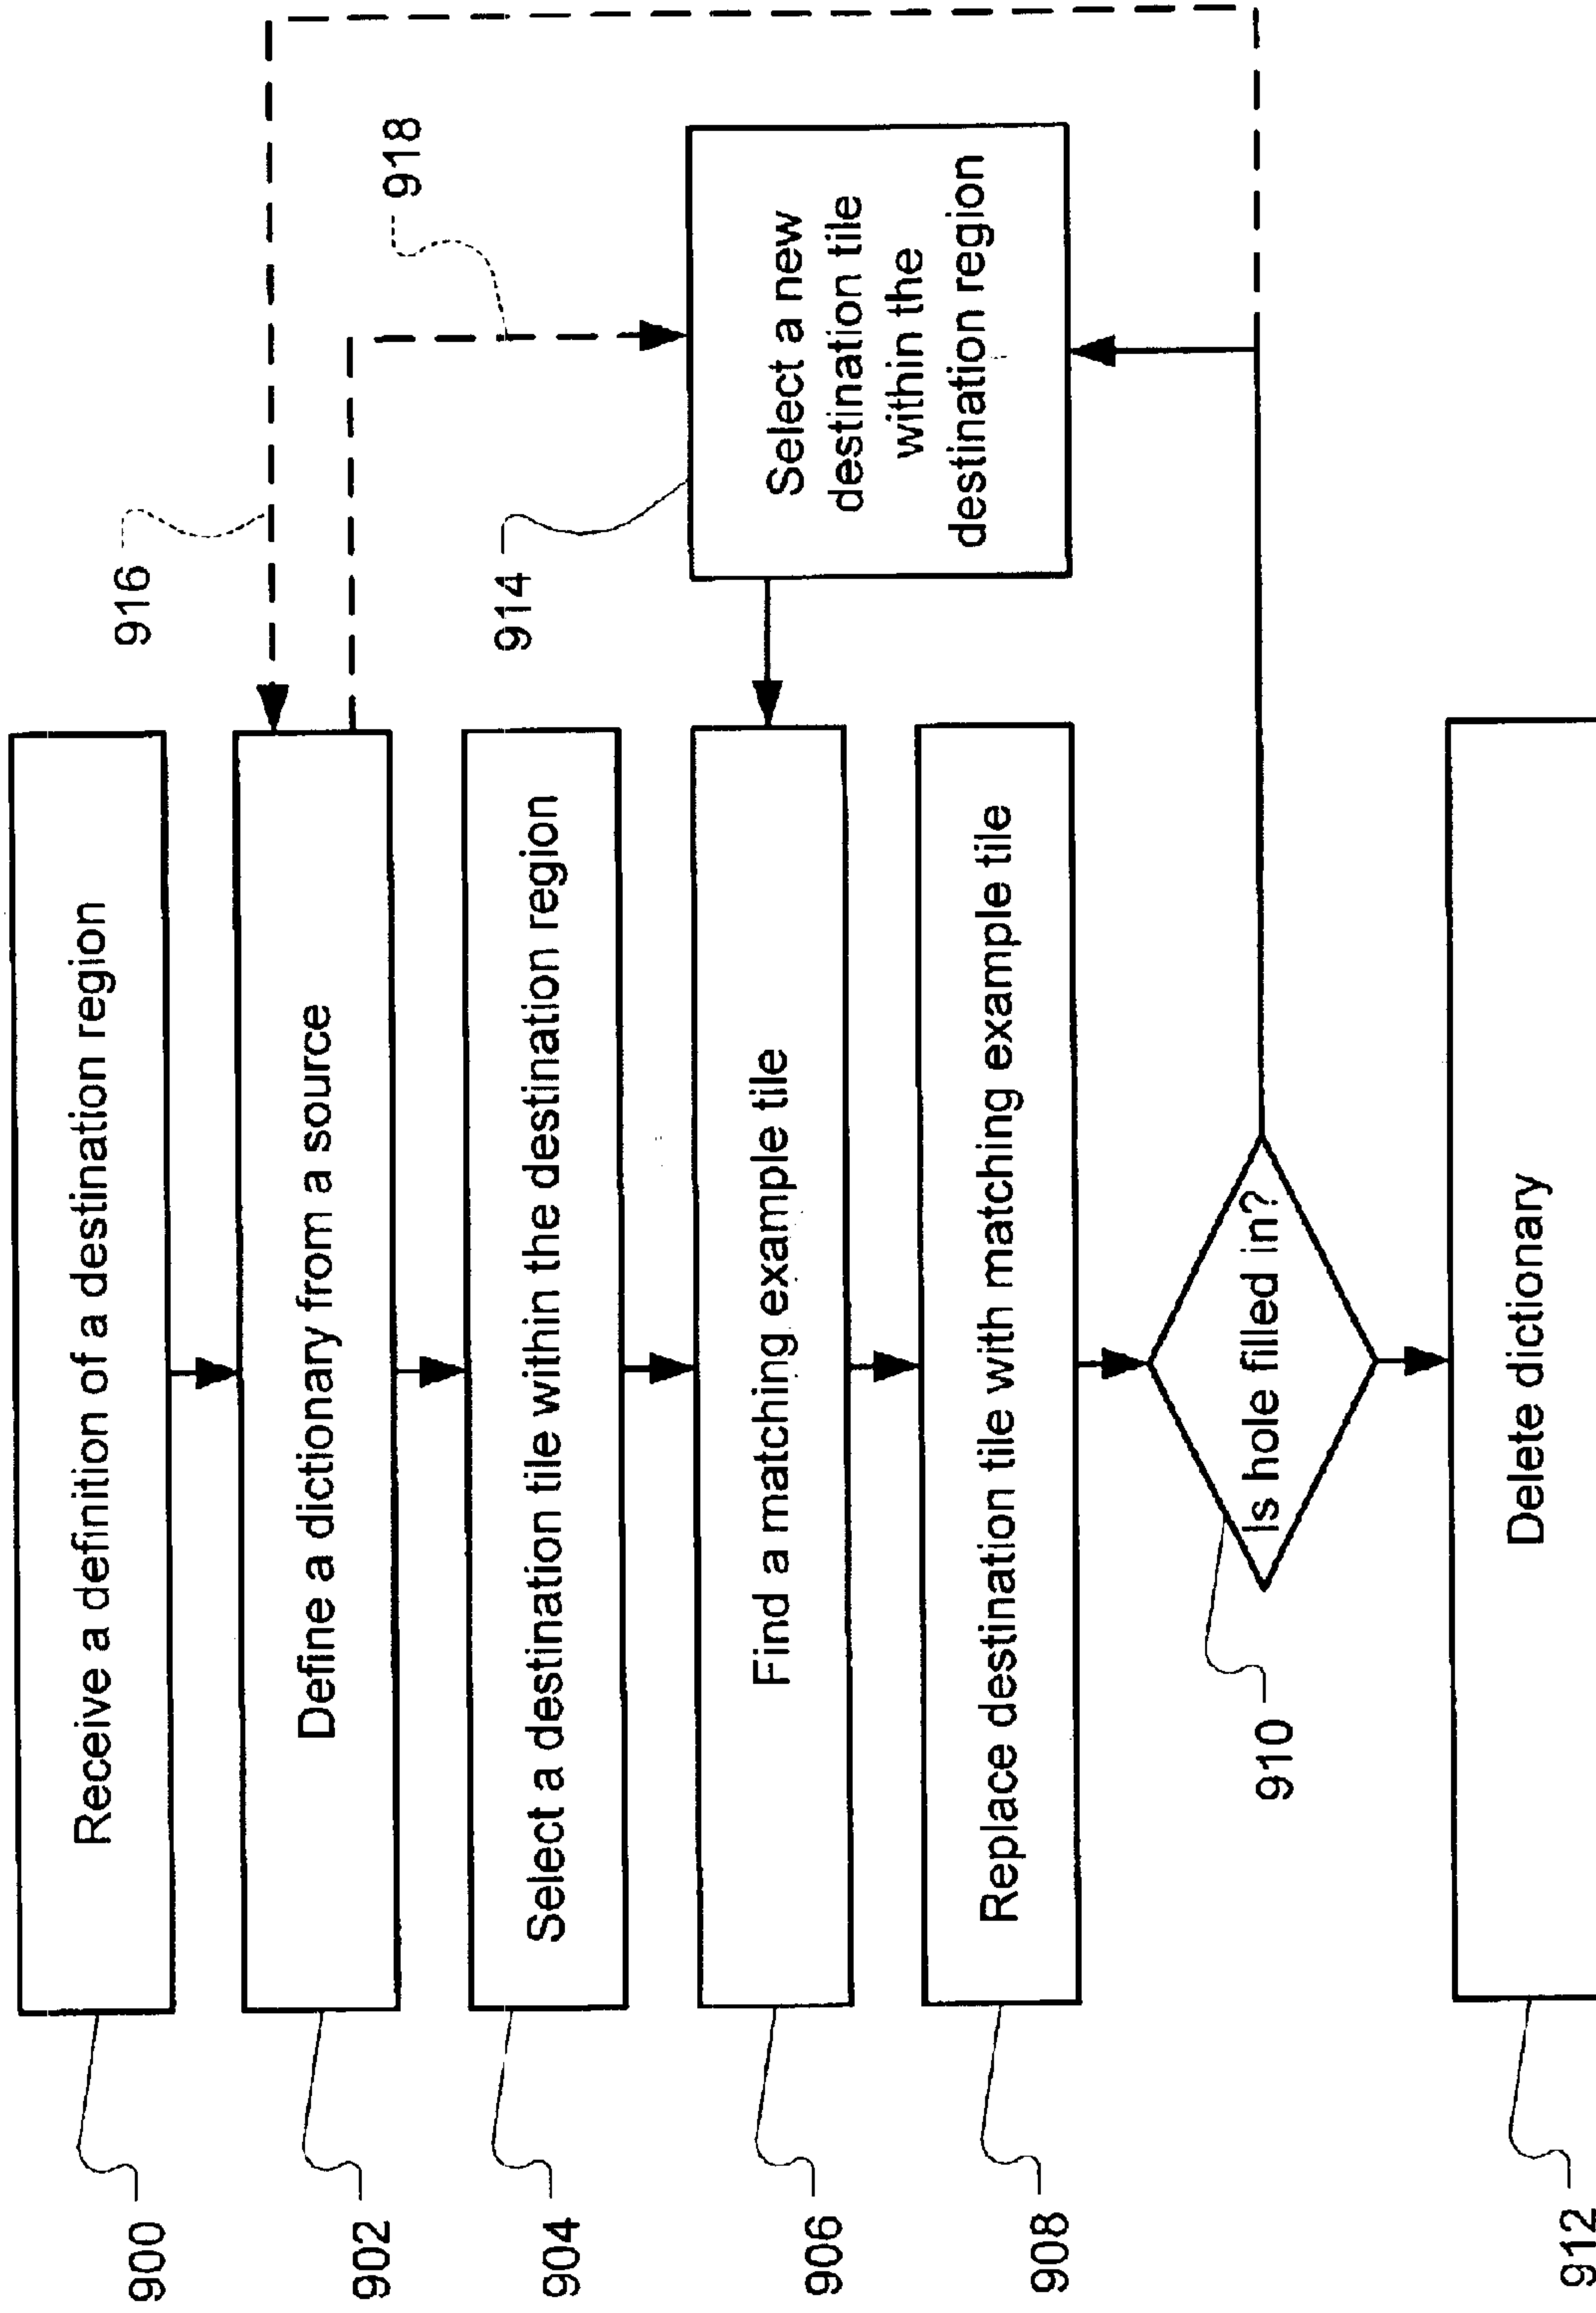 900
Receive a definition of a destination region
916
902
Define a dictionary from a source
918
904
Select a destination tile within the destination region
914
Select a new
destination tile
within the
destination region
906
Find a matching example tile
908
Replace destination tile with matching example tile
910
Is hole filled in?
912
Delete dictionary